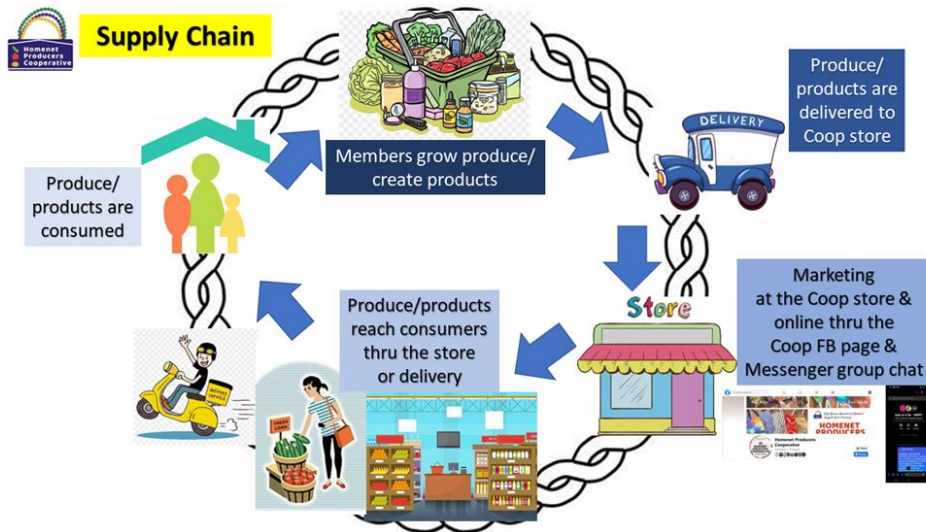 Homenet
Producers
Cooperative
Supply Chain
Members grow produce/
create products
DELIVERY
Produce/
products are
delivered to
Coop store
Produce/
products are
consumed
Store
Marketing
at the Coop store &
online thru the
Coop FB page &
Messenger group chat
Produce/products
reach consumers
thru the store
or delivery
HOMENET
PRODUCERS
Homenet Producers
Cooperative